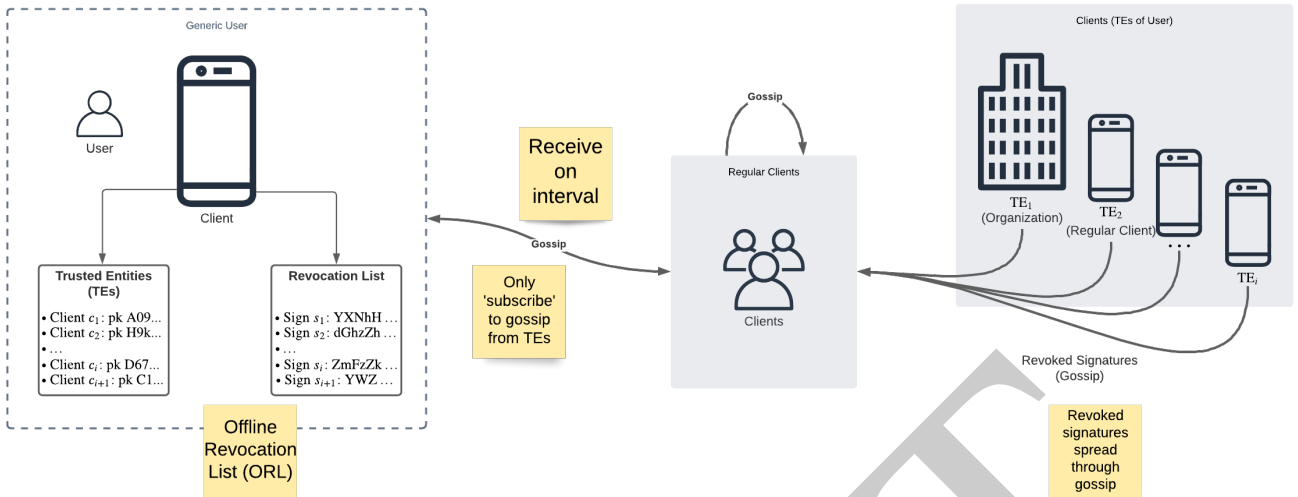 Generic User
User
Client
Trusted Entities
(TEs)
• Client c₁: pk A09...
• Client c₂: pk H9k...
• ...
• Client cᵢ: pk D67...
• Client cᵢ₊₁: pk C1...
Revocation List
• Sign s₁: YXNhH ...
• Sign s₂: dGhzZh ...
• ...
• Sign sᵢ: ZmFzZk ...
• Sign sᵢ₊₁: YWZ ...
Offline
Revocation
List (ORL)
Receive
on
interval
Gossip
Only
'subscribe'
to gossip
from TEs
Gossip
Regular Clients
Clients
Clients (TEs of User)
TE₁
(Organization)
TE₂
(Regular Client)
...
TEᵢ
Revoked Signatures
(Gossip)
Revoked
signatures
spread
through
gossip